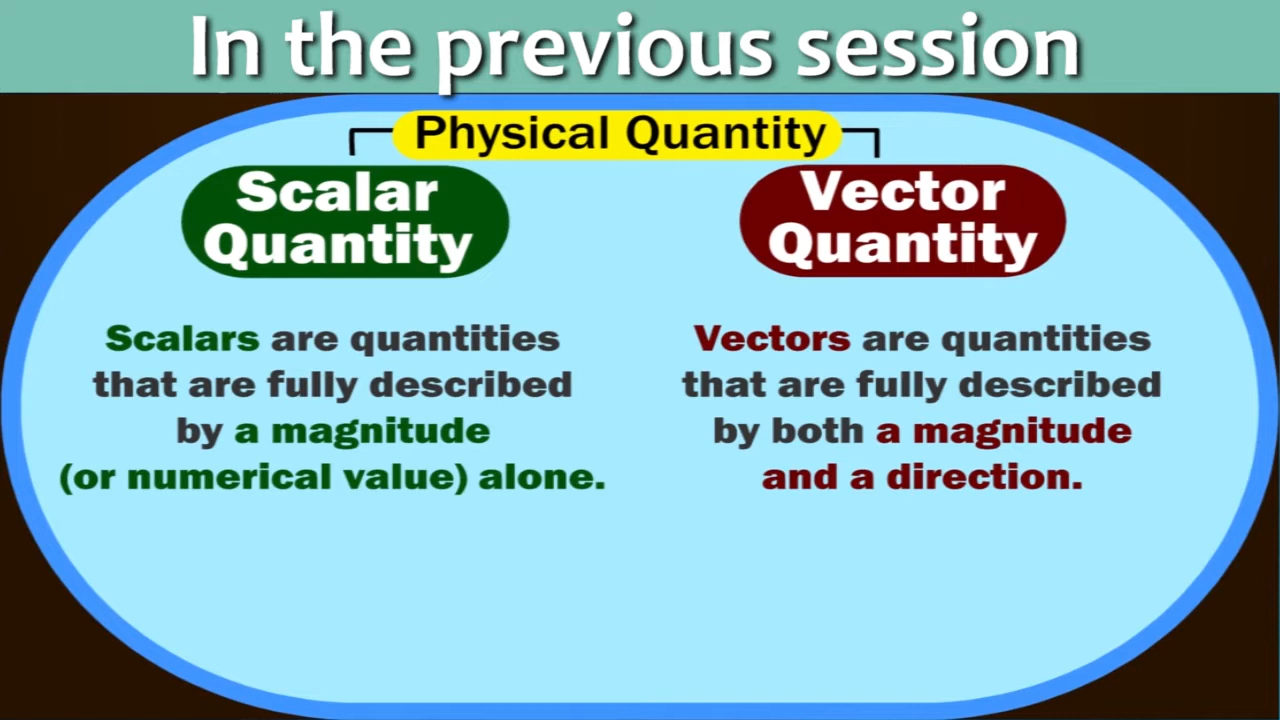 In the previous session
Physical Quantity
Scalar
Quantity
Scalars are quantities
that are fully described
by a magnitude
(or numerical value) alone.
Vector
Quantity
Vectors are quantities
that are fully described
by both a magnitude
and a direction.